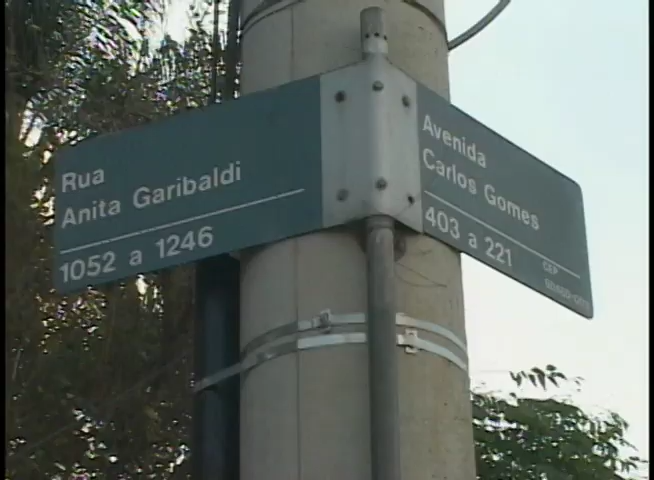 Rua
Anita Garibaldi
1052 a 1246
Avenida
Carlos Gomes
403 a 221
CEP